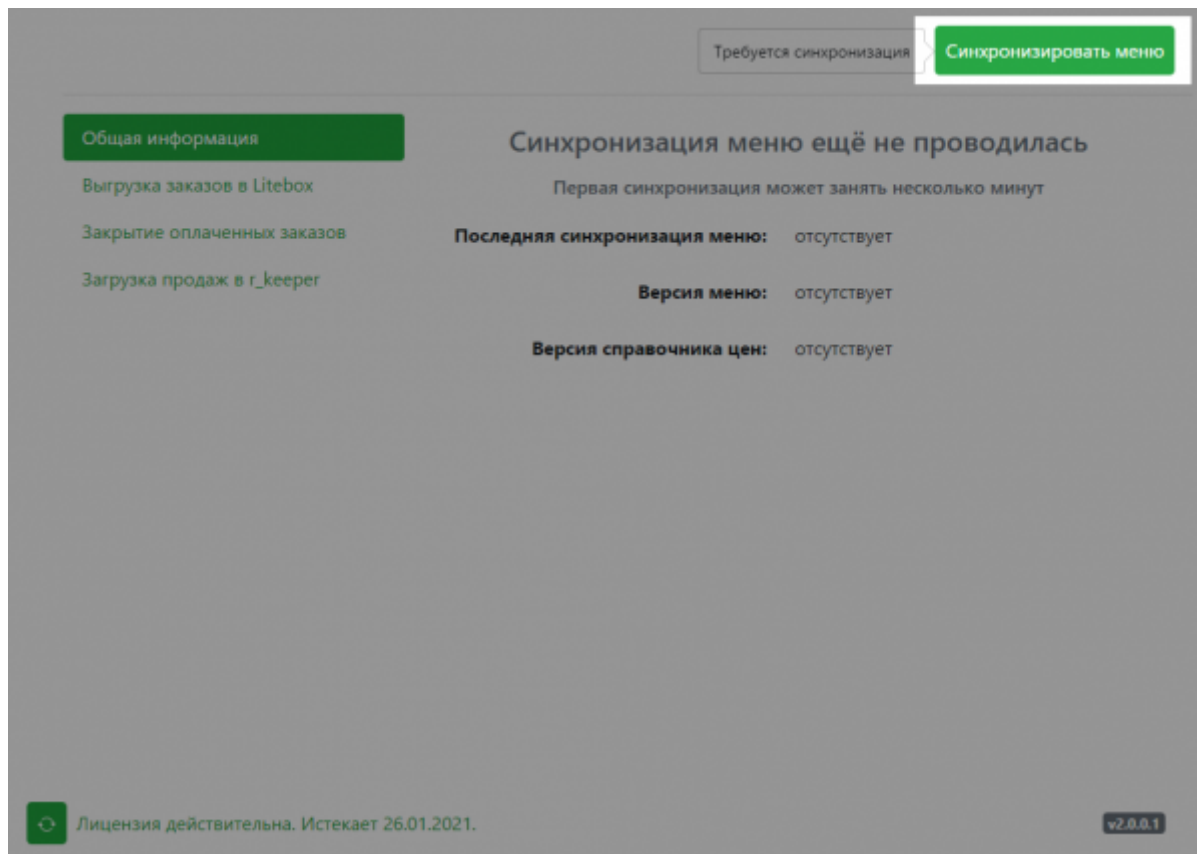 Требуется синхронизация
Синхронизировать меню
Общая информация
Выгрузка заказов в Litebox
Закрытие оплаченных заказов
Загрузка продаж в r_keeper
Синхронизация меню ещё не проводилась
Первая синхронизация может занять несколько минут
Последняя синхронизация меню: отсутствует
Версия меню: отсутствует
Версия справочника цен: отсутствует
Лицензия действительна. Истекает 26.01.2021.
v2.0.0.1